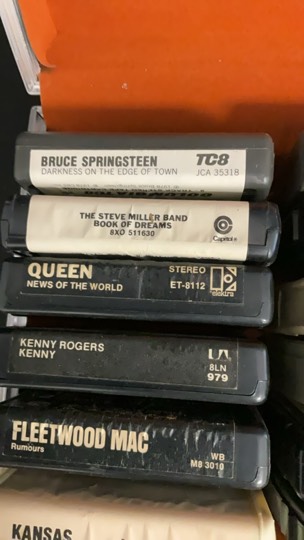 BRUCE SPRINGSTEEN TC8
DARKNESS ON THE EDGE OF TOWN JCA 35318
THE STEVE MILLER BAND
BOOK OF DREAMS
8XO 511630 Capitol
QUEEN STEREO
NEWS OF THE WORLD ET-8112
elektra
KENNY ROGERS UA
KENNY 8LN
979
FLEETWOOD MAC
Rumours WB
M8 3010
KANSAS